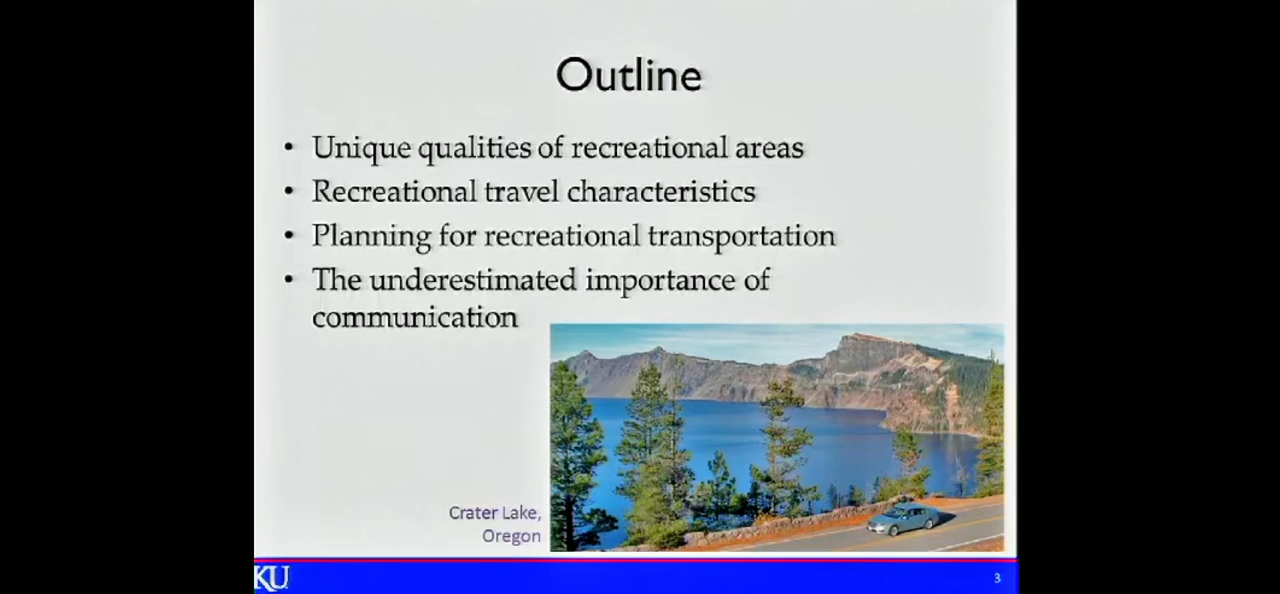 Outline
• Unique qualities of recreational areas
• Recreational travel characteristics
• Planning for recreational transportation
• The underestimated importance of
communication
Crater Lake,
Oregon
KU
3